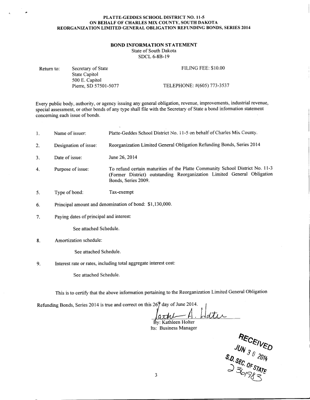 PLATTE-GEDDES SCHOOL DISTRICT NO. 11-5
ON BEHALF OF CHARLES MIX COUNTY, SOUTH DAKOTA
REORGANIZATION LIMITED GENERAL OBLIGATION REFUNDING BONDS, SERIES 2014
BOND INFORMATION STATEMENT
State of South Dakota
SDCL 6-8B-19
Return to: Secretary of State FILING FEE: $10.00
State Capitol
500 E. Capitol
Pierre, SD 57501-5077 TELEPHONE: #(605) 773-3537
Every public body, authority, or agency issuing any general obligation, revenue, improvements, industrial revenue,
special assessment, or other bonds of any type shall file with the Secretary of State a bond information statement
concerning each issue of bonds.
1. Name of issuer: Platte-Geddes School District No. 11-5 on behalf of Charles Mix County.
2. Designation of issue: Reorganization Limited General Obligation Refunding Bonds, Series 2014
3. Date of issue: June 26, 2014
4. Purpose of issue: To refund certain maturities of the Platte Community School District No. 11-3
(Former District) outstanding Reorganization Limited General Obligation
Bonds, Series 2009.
5. Type of bond: Tax-exempt
6. Principal amount and denomination of bond: $1,130,000.
7. Paying dates of principal and interest:
See attached Schedule.
8. Amortization schedule:
See attached Schedule.
9. Interest rate or rates, including total aggregate interest cost:
See attached Schedule.
This is to certify that the above information pertaining to the Reorganization Limited General Obligation
Refunding Bonds, Series 2014 is true and correct on this 26th day of June 2014.
By: Kathleen Holter
Its: Business Manager
RECEIVED
JUN 30 2014
S.D. SEC. OF STATE
3